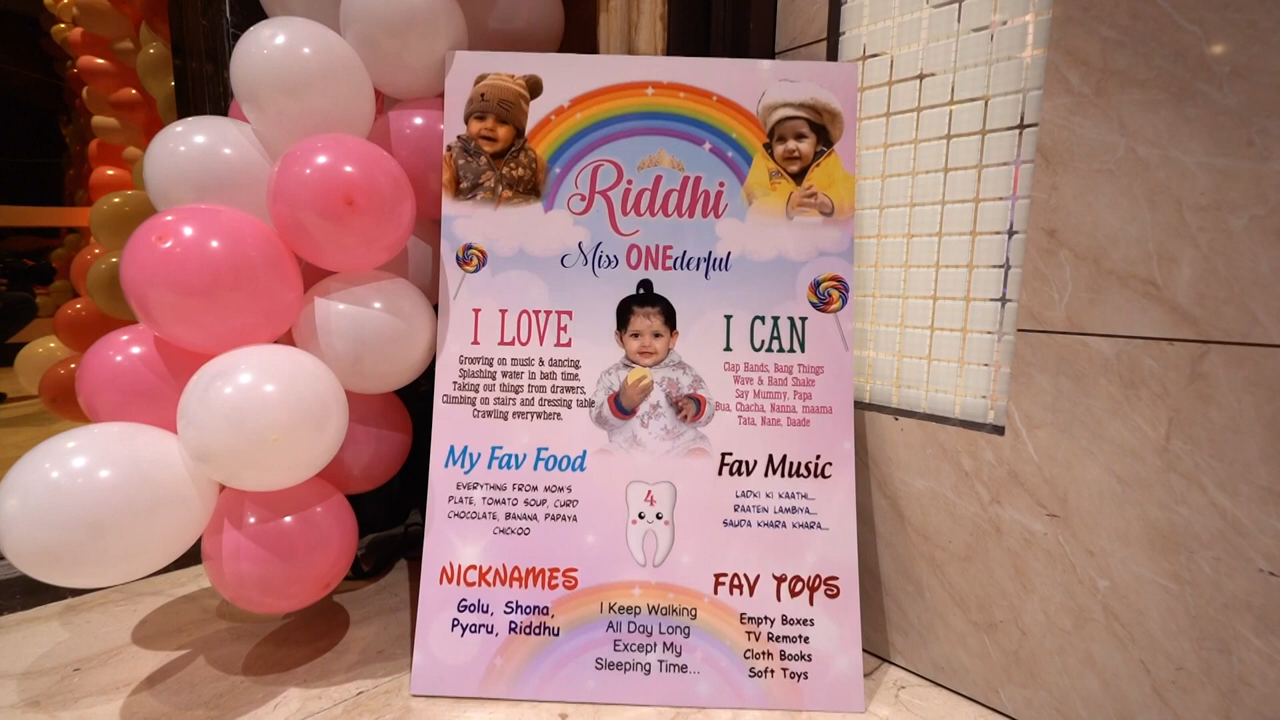 Riddhi
Miss ONEderful
I LOVE
Grooving on music & dancing,
Splashing water in bath time,
Taking out things from drawers,
Climbing on stairs and dressing table
Crawling everywhere.
I CAN
Clap Hands, Bang Things
Wave & Hand Shake
Say Mummy, Papa
Bua, Chacha, Nanna, maama
Tata, Nane, Daade
My Fav Food
EVERYTHING FROM MOM'S
PLATE, TOMATO SOUP, CURD
CHOCOLATE, BANANA, PAPAYA
CHICKOO
4
Fav Music
LADKI KI KAATHI...
RAATEIN LAMBIYA...
SAUDA KHARA KHARA...
NICKNAMES
Golu, Shona,
Pyaru, Riddhu
I Keep Walking
All Day Long
Except My
Sleeping Time...
FAV TOYS
Empty Boxes
TV Remote
Cloth Books
Soft Toys